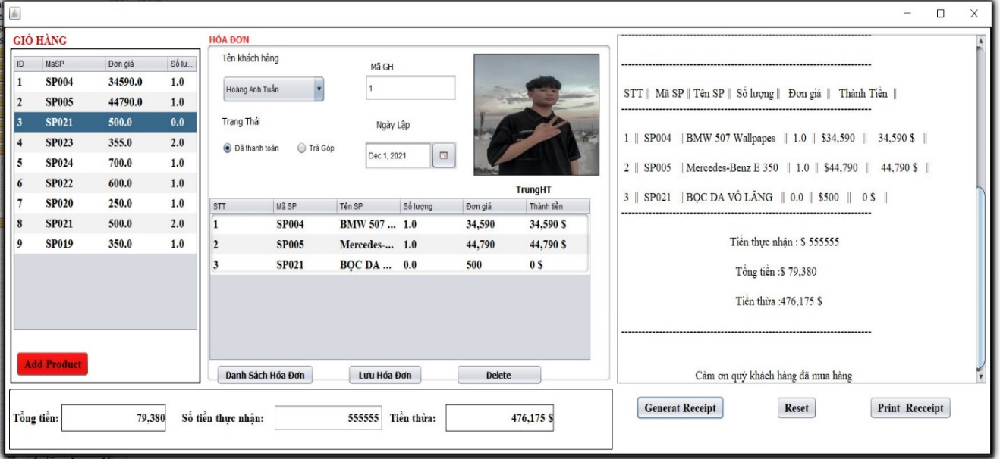 GIỎ HÀNG
ID MaSP Đơn giá Số lư...
1 SP004 34590.0 1.0
2 SP005 44790.0 1.0
3 SP021 500.0 0.0
4 SP023 355.0 2.0
5 SP024 700.0 1.0
6 SP022 600.0 1.0
7 SP020 250.0 1.0
8 SP021 500.0 2.0
9 SP019 350.0 1.0
Add Product
HÓA ĐƠN
Tên khách hàng
Mã GH
Hoàng Anh Tuấn
1
Trạng Thái
Ngày Lập
Đã thanh toán Trả Góp
Dec 1, 2021
TrungHT
STT Mã SP Tên SP Số lượng Đơn giá Thành tiền
1 SP004 BMW 507 ... 1.0 34,590 34,590 $
2 SP005 Mercedes-... 1.0 44,790 44,790 $
3 SP021 BỌC DA ... 0.0 500 0 $
Danh Sách Hóa Đơn Lưu Hóa Đơn Delete
STT || Mã SP || Tên SP || Số lượng || Đơn giá || Thành Tiền ||
1 || SP004 || BMW 507 Wallpapes || 1.0 || $34,590 || 34,590 $ ||
2 || SP005 || Mercedes-Benz E 350 || 1.0 || $44,790 || 44,790 $ ||
3 || SP021 || BỌC DA VÔ LĂNG || 0.0 || $500 || 0 $ ||
Tiền thực nhận : $ 555555
Tổng tiền :$ 79,380
Tiền thừa :476,175 $
Cảm ơn quý khách hàng đã mua hàng
Generat Receipt Reset Print Recceipt
Tổng tiền: 79,380 Số tiền thực nhận: 555555 Tiền thừa: 476,175 $